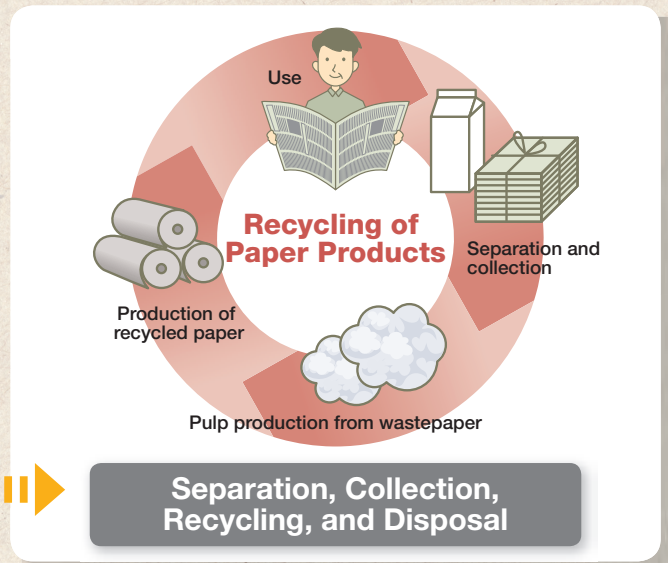 Use
Recycling of
Paper Products
Separation and
collection
Production of
recycled paper
Pulp production from wastepaper
Separation, Collection,
Recycling, and Disposal